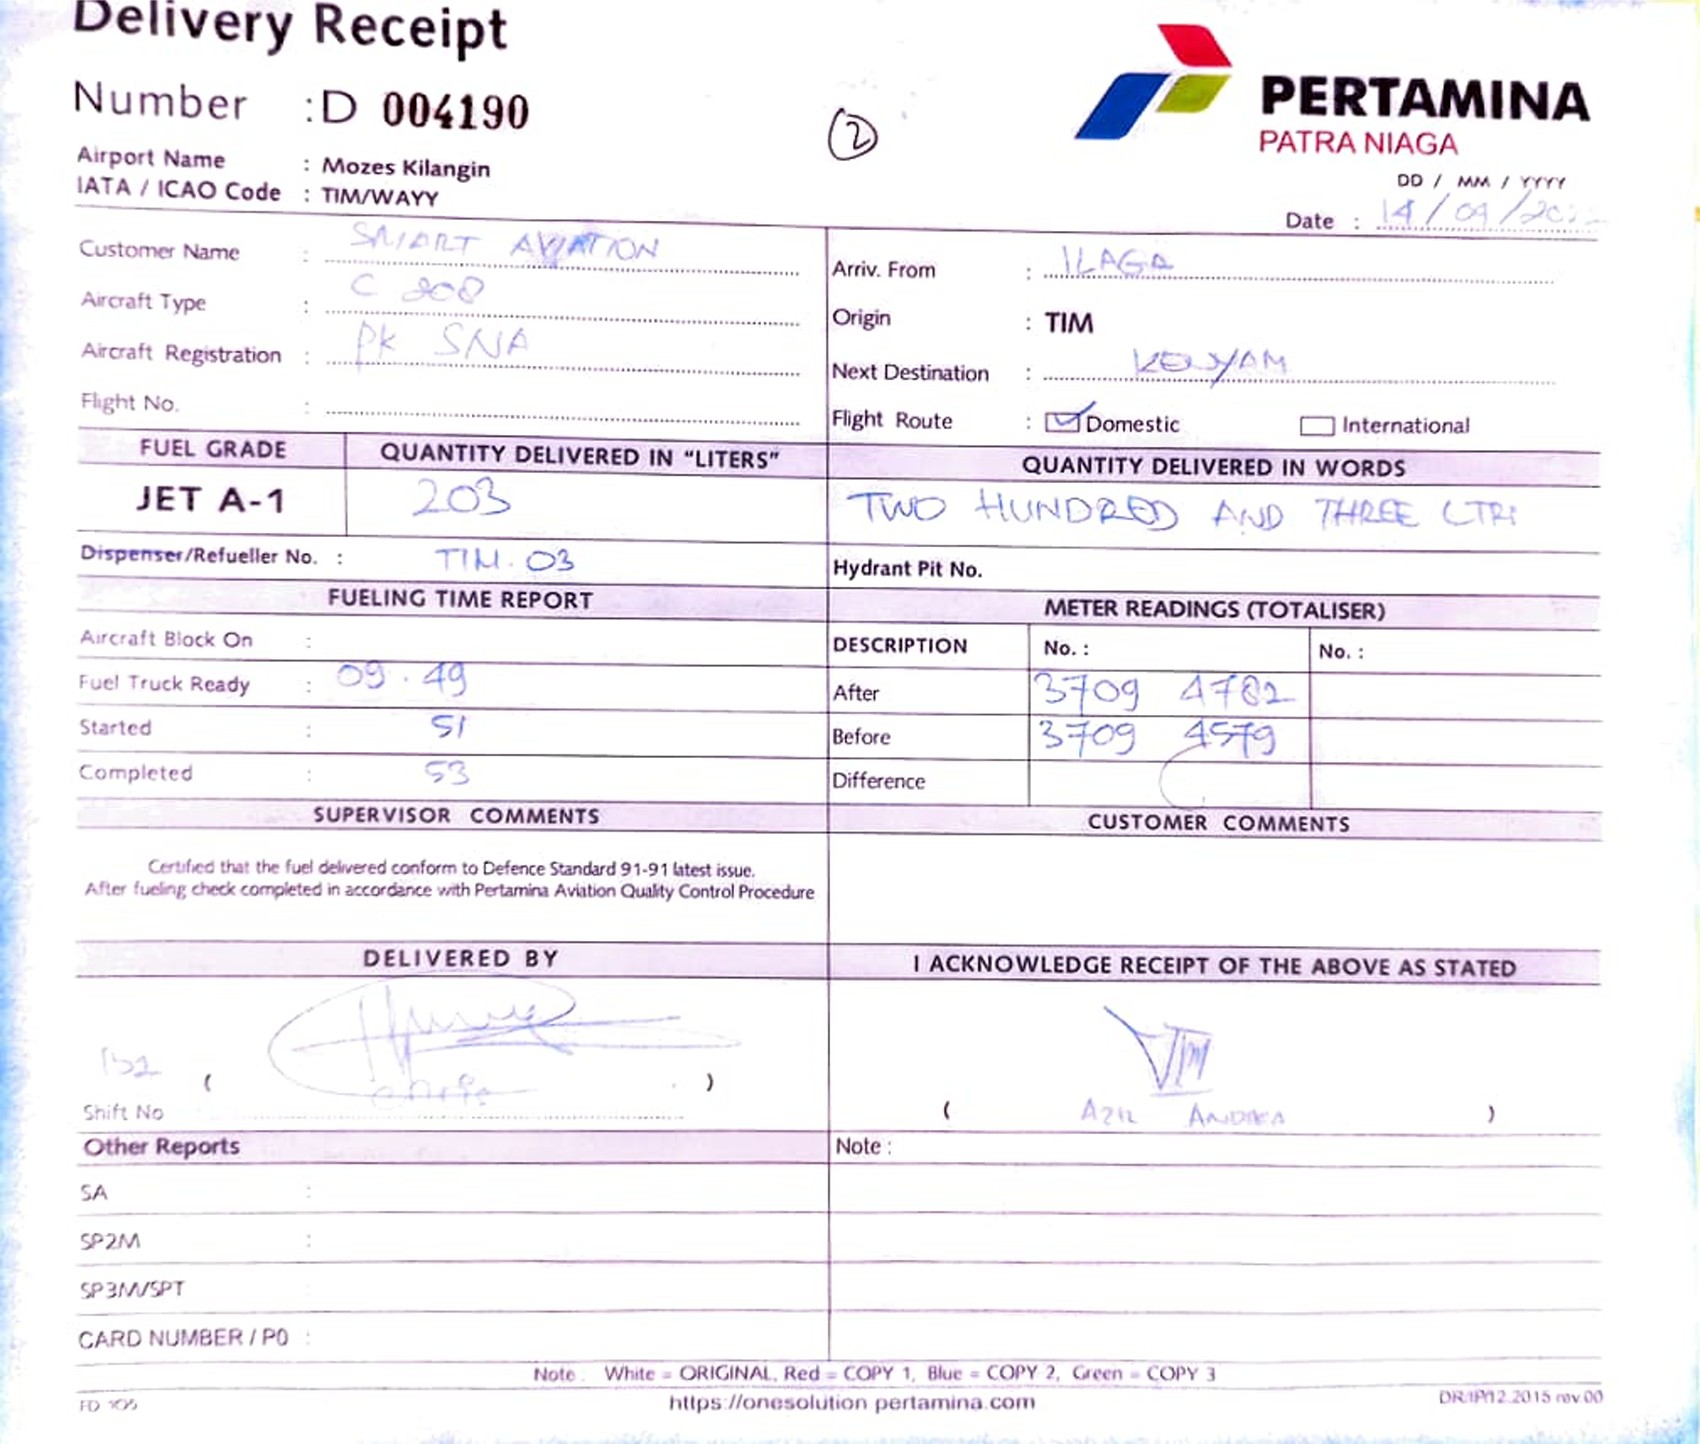 Delivery Receipt
Number : D 004190
②
PERTAMINA
PATRA NIAGA
Airport Name : Mozes Kilangin
IATA / ICAO Code : TIM/WAYY
DD / MM / YYYY
Date : 14/09/20
Customer Name : SMART AVIATION
Aircraft Type : C 208
Aircraft Registration : PK SNA
Flight No. :
Arriv. From : ILAGA
Origin : TIM
Next Destination : KENYAM
Flight Route : Domestic International
FUEL GRADE QUANTITY DELIVERED IN "LITERS" QUANTITY DELIVERED IN WORDS
JET A-1 203 TWO HUNDRED AND THREE LTR
Dispenser/Refueller No. : TIM. 03 Hydrant Pit No.
FUELING TIME REPORT
Aircraft Block On :
Fuel Truck Ready : 09.49
Started : 51
Completed : 53
METER READINGS (TOTALISER)
DESCRIPTION No. : No. :
After 3709 4782
Before 3709 4579
Difference
SUPERVISOR COMMENTS
Certified that the fuel delivered conform to Defence Standard 91-91 latest issue.
After fueling check completed in accordance with Pertamina Aviation Quality Control Procedure
CUSTOMER COMMENTS
DELIVERED BY
( )
Shift No
I ACKNOWLEDGE RECEIPT OF THE ABOVE AS STATED
( )
Other Reports
SA :
SP2M :
SP3M/SPT
CARD NUMBER / PO :
Note :
Note : White = ORIGINAL, Red = COPY 1, Blue = COPY 2, Green = COPY 3
FD 105
https://onesolution.pertamina.com
DR/IP/12.2015 rev.00